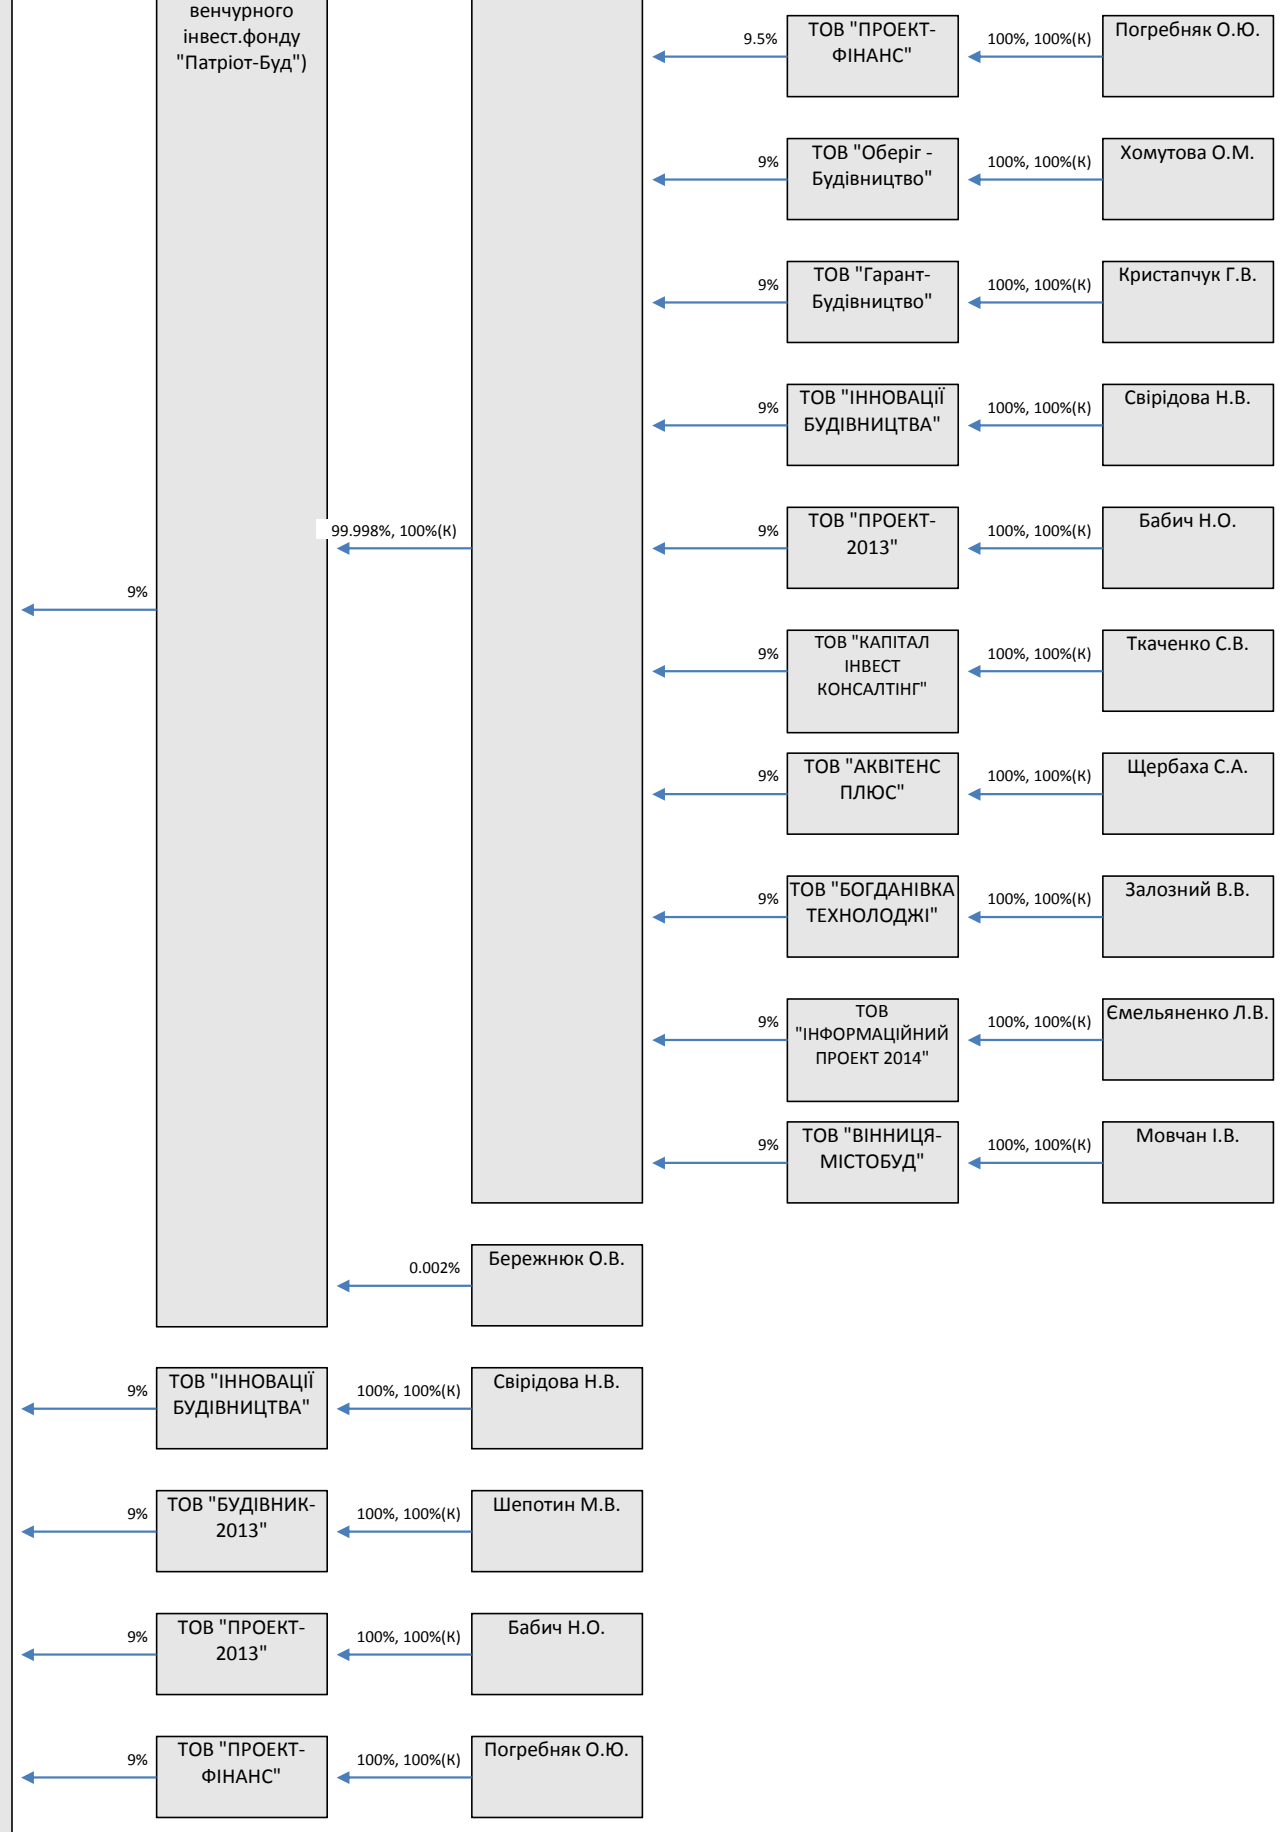 венчурного
інвест.фонду
"Патріот-Буд")
9.5%
ТОВ "ПРОЕКТ-
ФІНАНС"
100%, 100%(К)
Погребняк О.Ю.
9%
ТОВ "Оберіг -
Будівництво"
100%, 100%(К)
Хомутова О.М.
9%
ТОВ "Гарант-
Будівництво"
100%, 100%(К)
Кристапчук Г.В.
9%
ТОВ "ІННОВАЦІЇ
БУДІВНИЦТВА"
100%, 100%(К)
Свірідова Н.В.
99.998%, 100%(К)
9%
ТОВ "ПРОЕКТ-
2013"
100%, 100%(К)
Бабич Н.О.
9%
9%
ТОВ "КАПІТАЛ
ІНВЕСТ
КОНСАЛТІНГ"
100%, 100%(К)
Ткаченко С.В.
9%
ТОВ "АКВІТЕНС
ПЛЮС"
100%, 100%(К)
Щербаха С.А.
9%
ТОВ "БОГДАНІВКА
ТЕХНОЛОДЖІ"
100%, 100%(К)
Залозний В.В.
9%
ТОВ
"ІНФОРМАЦІЙНИЙ
ПРОЕКТ 2014"
100%, 100%(К)
Ємельяненко Л.В.
9%
ТОВ "ВІННИЦЯ-
МІСТОБУД"
100%, 100%(К)
Мовчан І.В.
0.002%
Бережнюк О.В.
9%
ТОВ "ІННОВАЦІЇ
БУДІВНИЦТВА"
100%, 100%(К)
Свірідова Н.В.
9%
ТОВ "БУДІВНИК-
2013"
100%, 100%(К)
Шепотин М.В.
9%
ТОВ "ПРОЕКТ-
2013"
100%, 100%(К)
Бабич Н.О.
9%
ТОВ "ПРОЕКТ-
ФІНАНС"
100%, 100%(К)
Погребняк О.Ю.